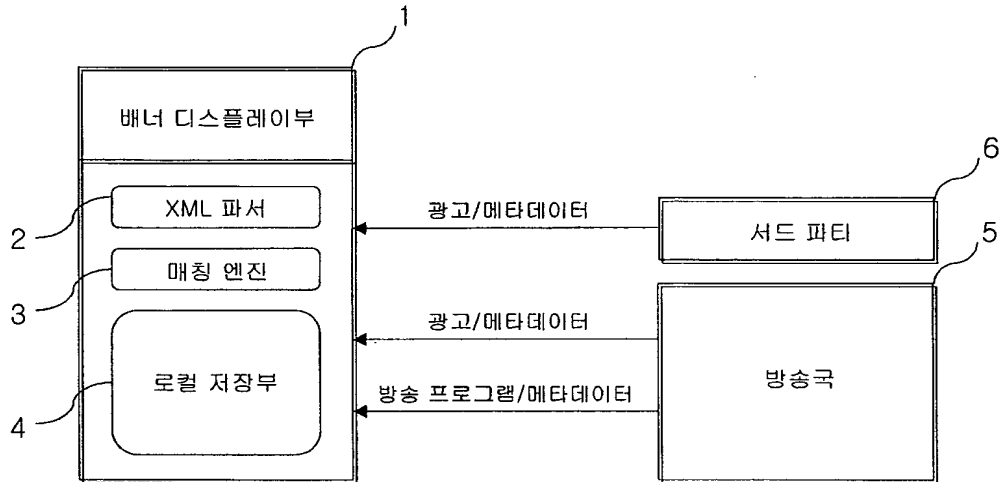 1
배너 디스플레이부
6
XML 파서
광고/메타데이터
서드 파티
2
5
매칭 엔진
3
광고/메타데이터
로컬 저장부
방송국
방송 프로그램/메타데이터
4